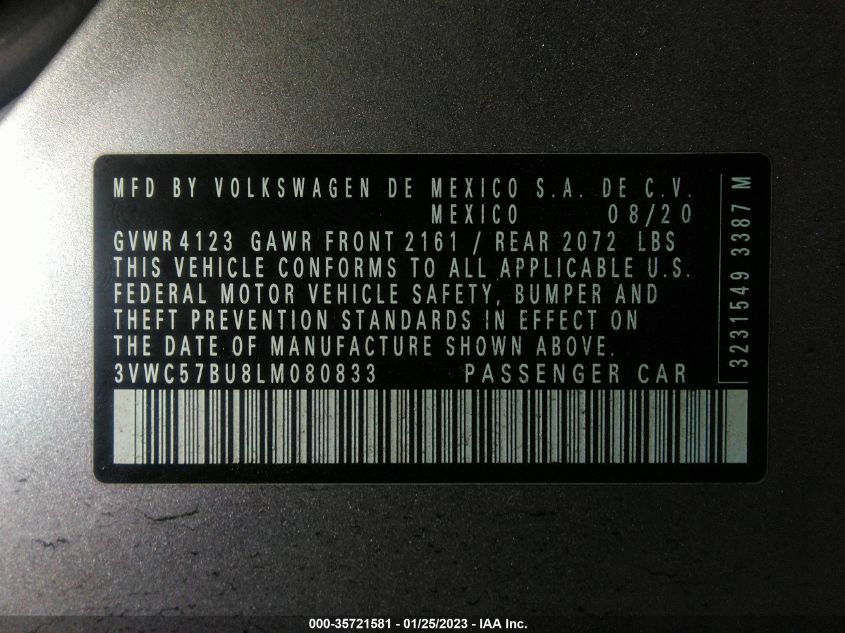 MFD BY VOLKSWAGEN DE MEXICO S.A. DE C.V.
MEXICO 08/20
GVWR 4123 GAWR FRONT 2161 / REAR 2072 LBS
THIS VEHICLE CONFORMS TO ALL APPLICABLE U.S.
FEDERAL MOTOR VEHICLE SAFETY, BUMPER AND
THEFT PREVENTION STANDARDS IN EFFECT ON
THE DATE OF MANUFACTURE SHOWN ABOVE.
3VWC57BU8LM080833 PASSENGER CAR
3231549 3387 M
000-35721581 - 01/25/2023 - IAA Inc.